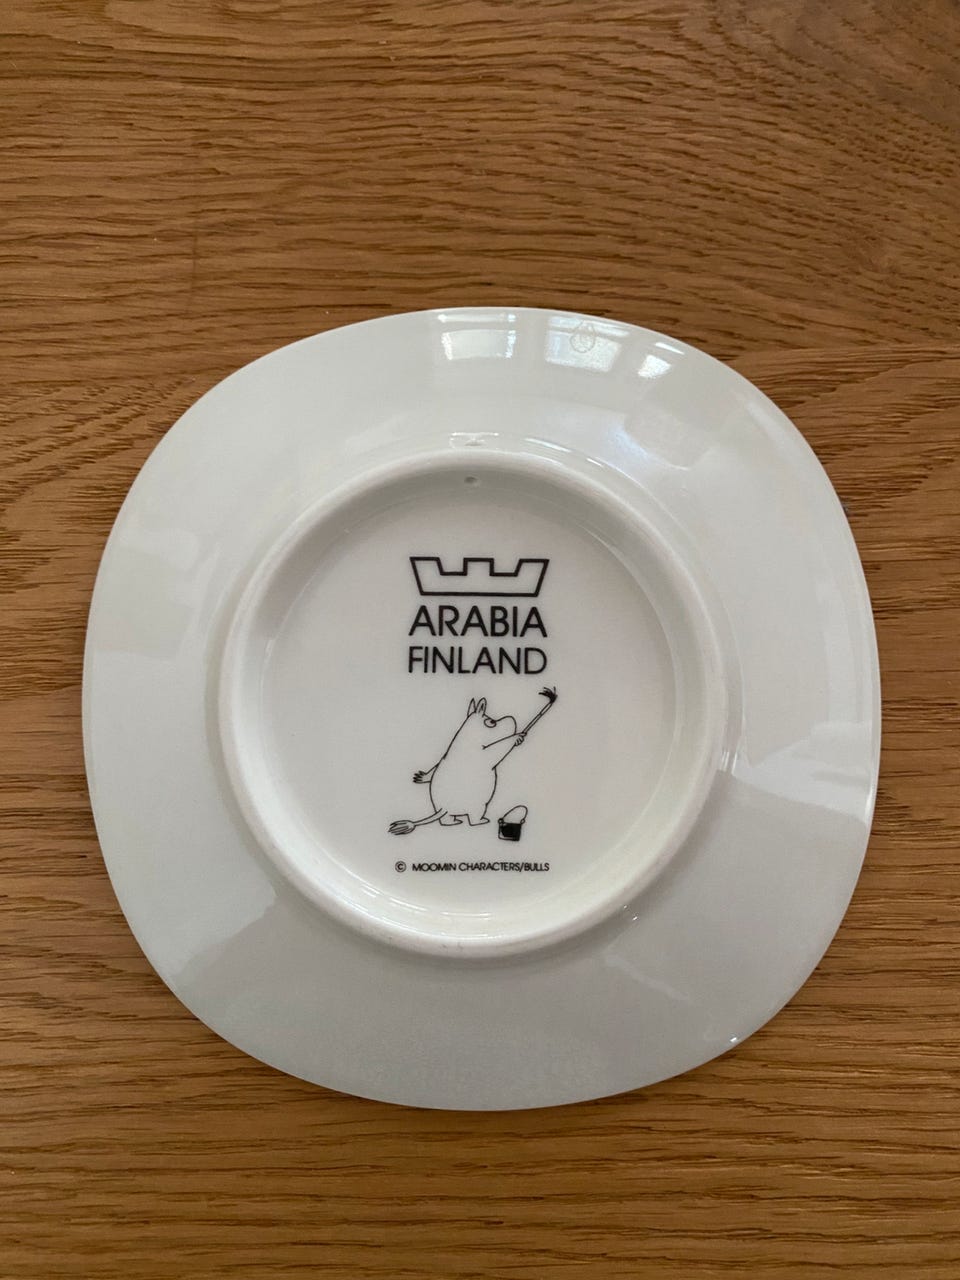 ARABIA
FINLAND
© MOOMIN CHARACTERS/BULLS